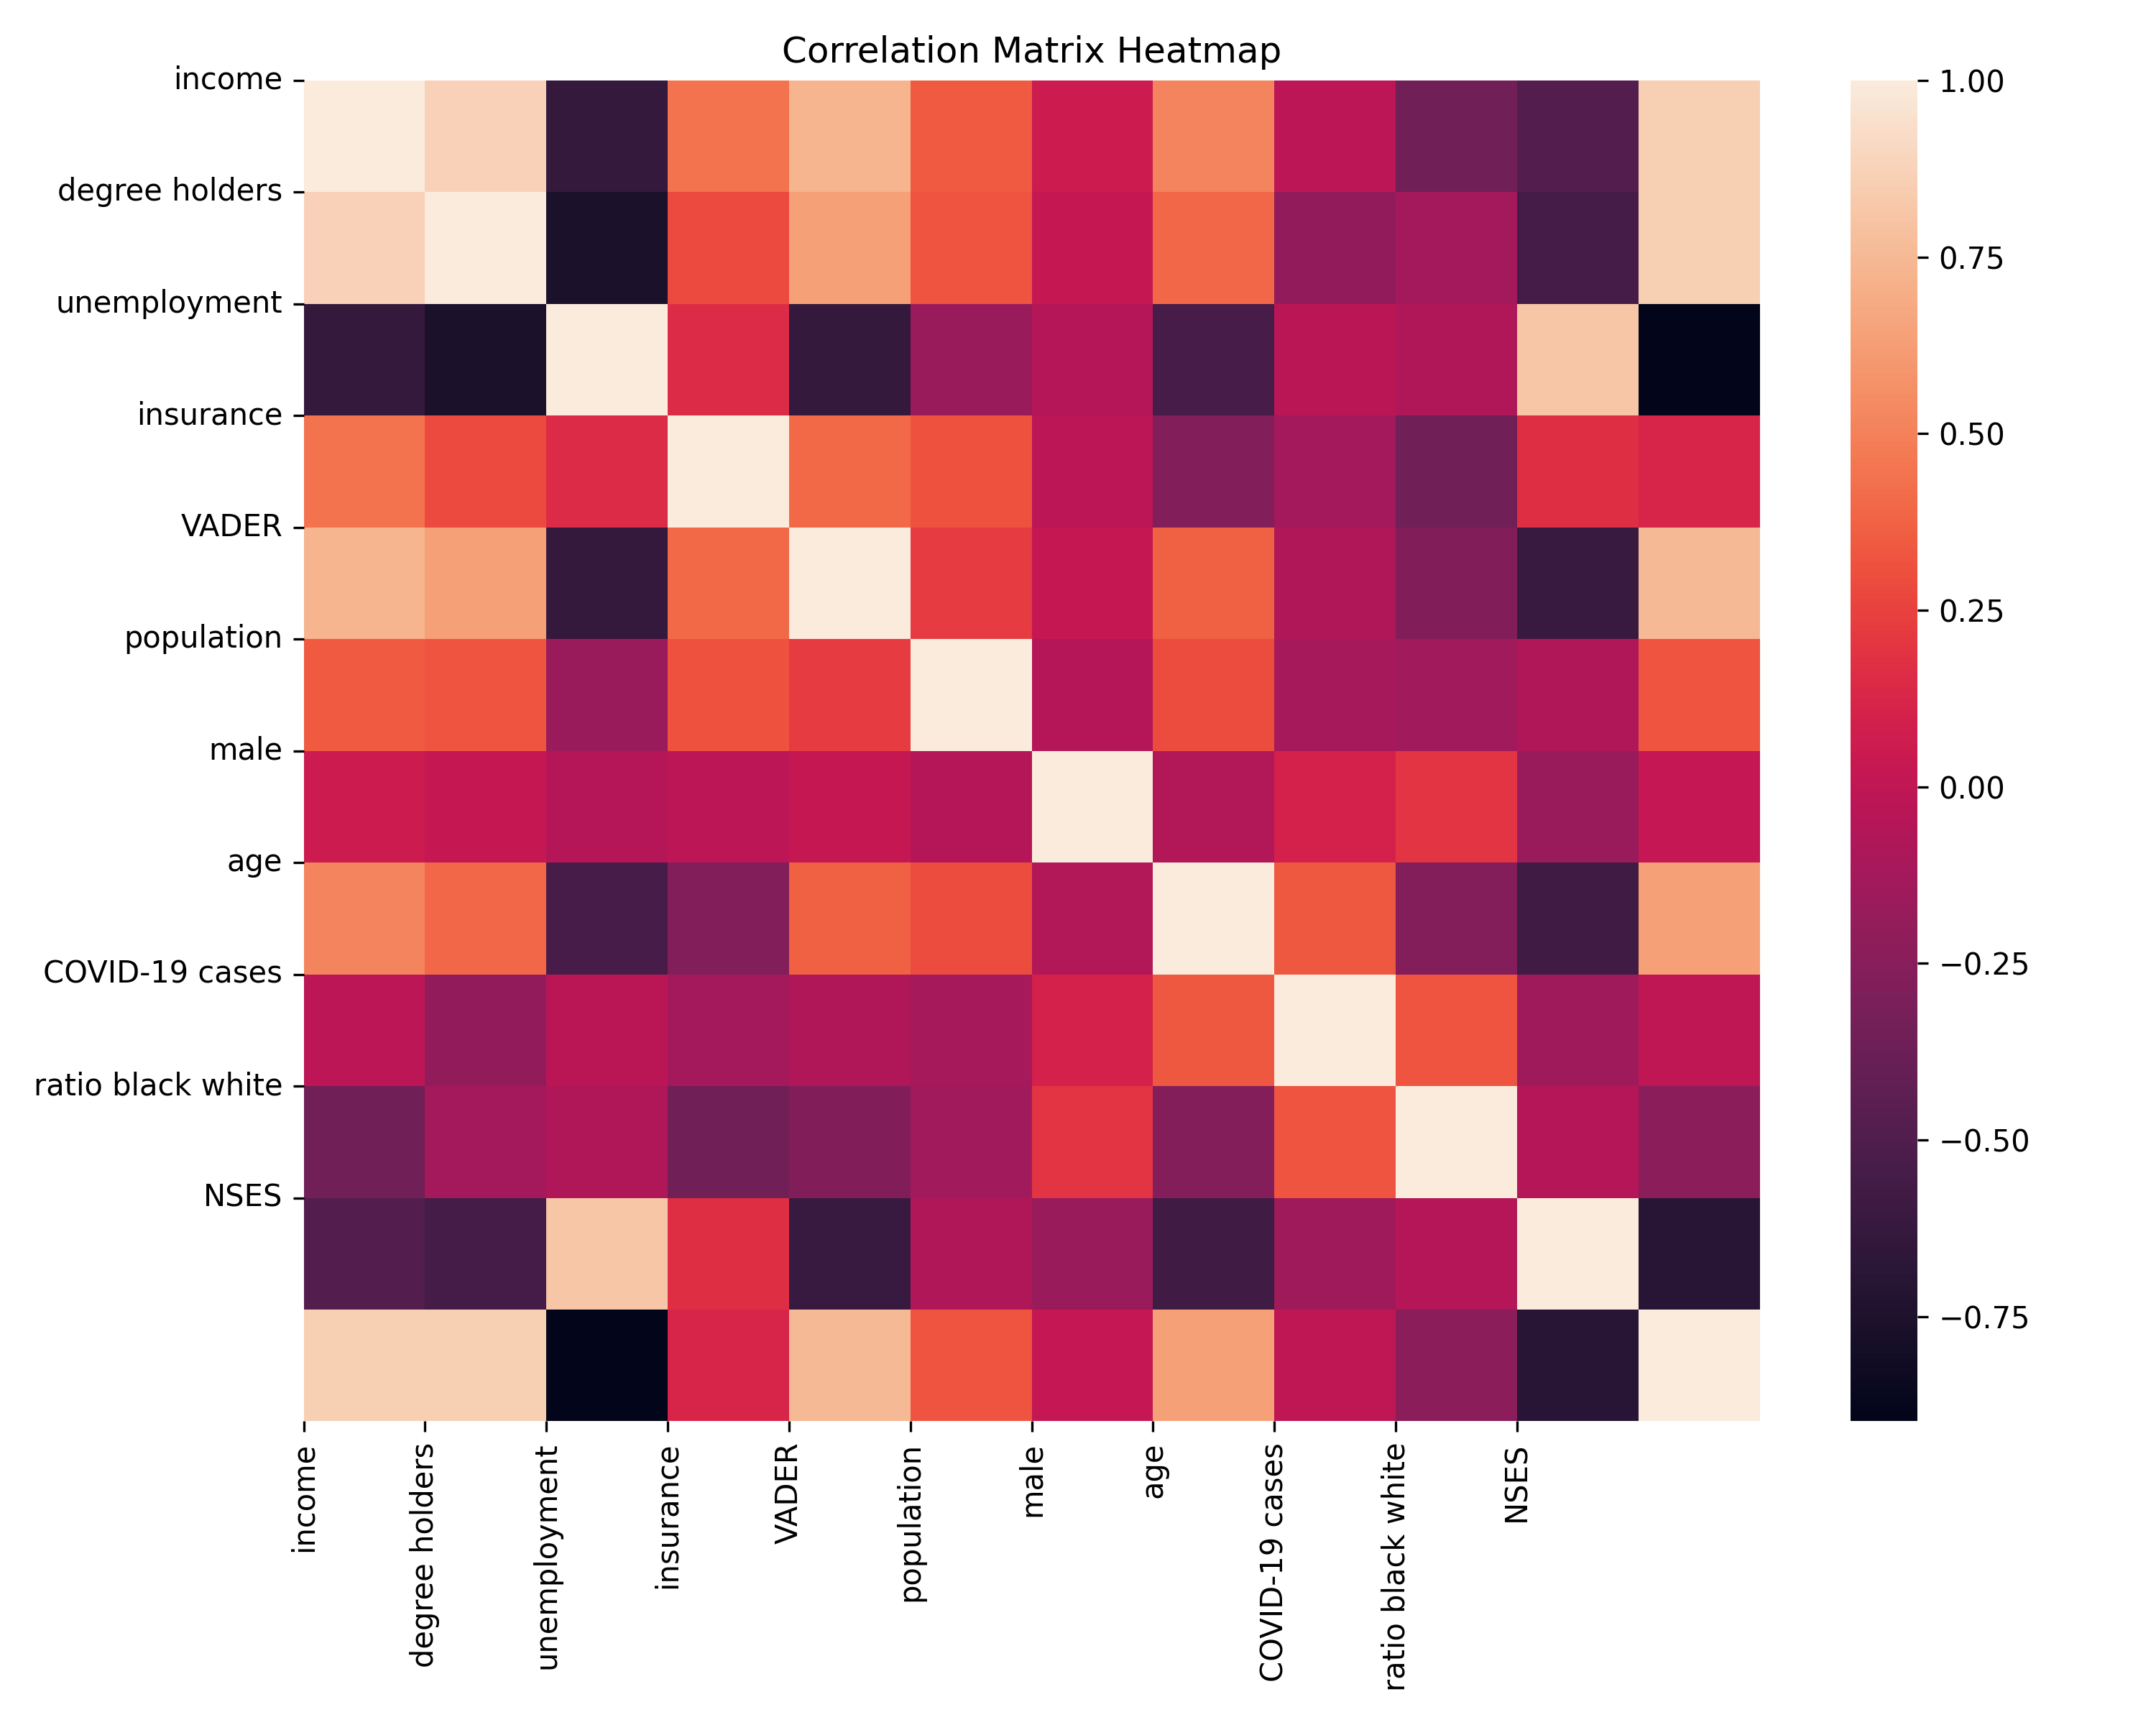 Correlation Matrix Heatmap
income
degree holders
unemployment
insurance
VADER
population
male
age
COVID-19 cases
ratio black white
NSES
1.00
0.75
0.50
0.25
0.00
−0.25
−0.50
−0.75
income
degree holders
unemployment
insurance
VADER
population
male
age
COVID-19 cases
ratio black white
NSES